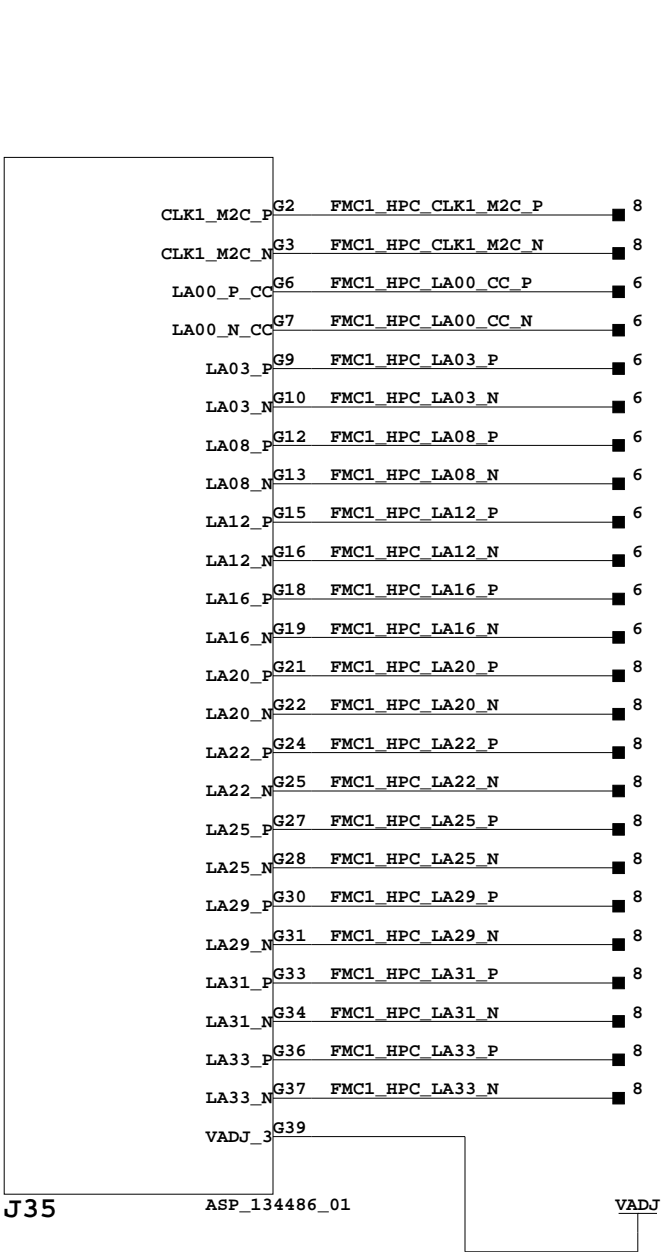 CLK1_M2C_P G2 FMC1_HPC_CLK1_M2C_P 8
CLK1_M2C_N G3 FMC1_HPC_CLK1_M2C_N 8
LA00_P_CC G6 FMC1_HPC_LA00_CC_P 6
LA00_N_CC G7 FMC1_HPC_LA00_CC_N 6
LA03_P G9 FMC1_HPC_LA03_P 6
LA03_N G10 FMC1_HPC_LA03_N 6
LA08_P G12 FMC1_HPC_LA08_P 6
LA08_N G13 FMC1_HPC_LA08_N 6
LA12_P G15 FMC1_HPC_LA12_P 6
LA12_N G16 FMC1_HPC_LA12_N 6
LA16_P G18 FMC1_HPC_LA16_P 6
LA16_N G19 FMC1_HPC_LA16_N 6
LA20_P G21 FMC1_HPC_LA20_P 8
LA20_N G22 FMC1_HPC_LA20_N 8
LA22_P G24 FMC1_HPC_LA22_P 8
LA22_N G25 FMC1_HPC_LA22_N 8
LA25_P G27 FMC1_HPC_LA25_P 8
LA25_N G28 FMC1_HPC_LA25_N 8
LA29_P G30 FMC1_HPC_LA29_P 8
LA29_N G31 FMC1_HPC_LA29_N 8
LA31_P G33 FMC1_HPC_LA31_P 8
LA31_N G34 FMC1_HPC_LA31_N 8
LA33_P G36 FMC1_HPC_LA33_P 8
LA33_N G37 FMC1_HPC_LA33_N 8
VADJ_3 G39
J35 ASP_134486_01 VADJ